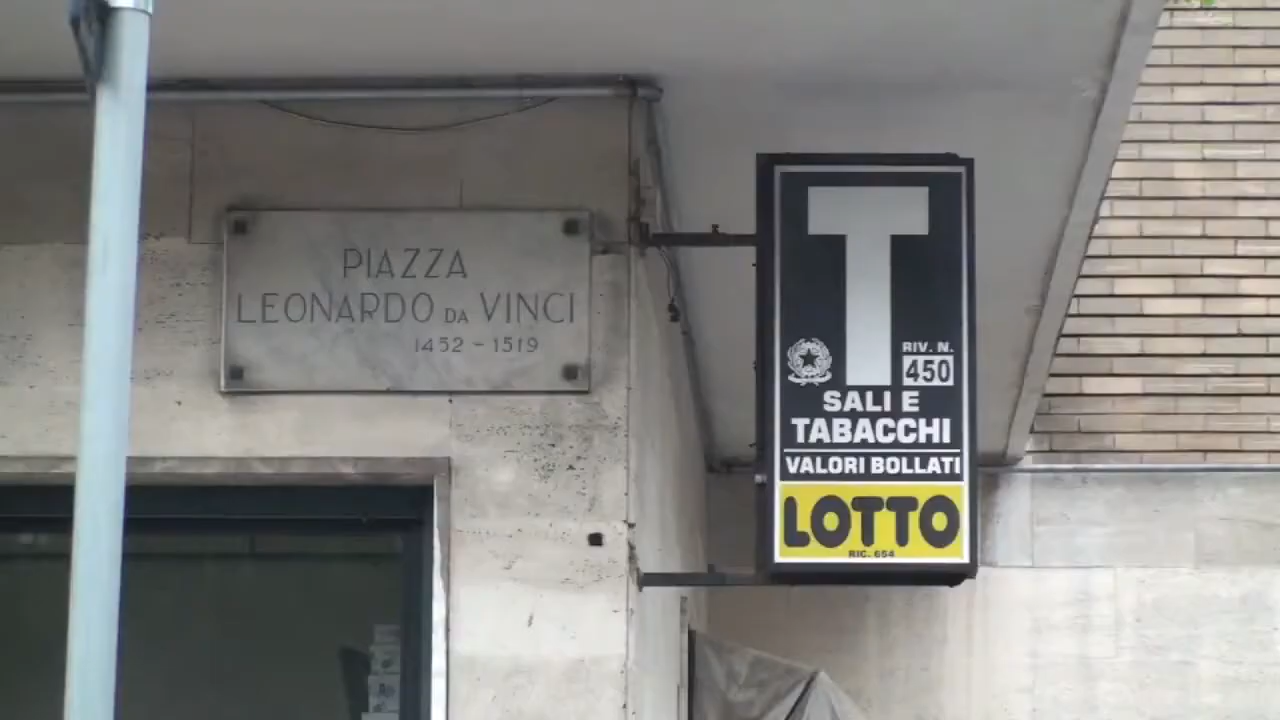 PIAZZA
LEONARDO DA VINCI
1452 - 1519
T
RIV. N.
450
SALI E
TABACCHI
VALORI BOLLATI
LOTTO
RIC. 654